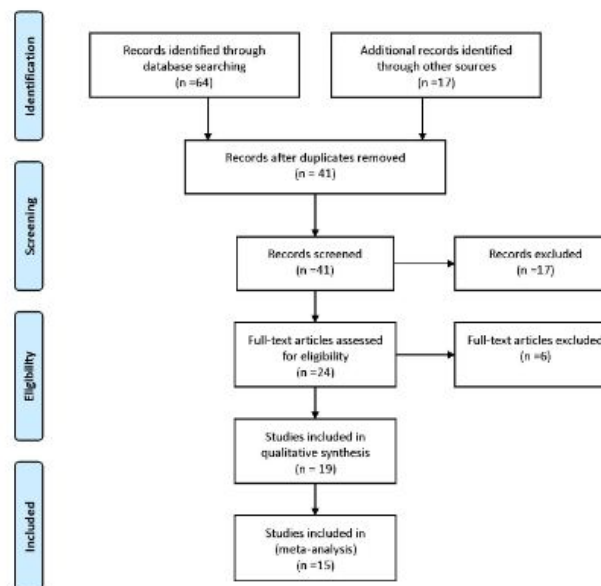 Identification
Records identified through
database searching
(n =64)
Additional records identified
through other sources
(n =17)
Records after duplicates removed
(n = 41)
Screening
Records screened
(n =41)
Records excluded
(n =17)
Eligibility
Full-text articles assessed
for eligibility
(n =24)
Full-text articles excluded
(n =6)
Studies included in
qualitative synthesis
(n = 19)
Included
Studies included in
(meta-analysis)
(n =15)